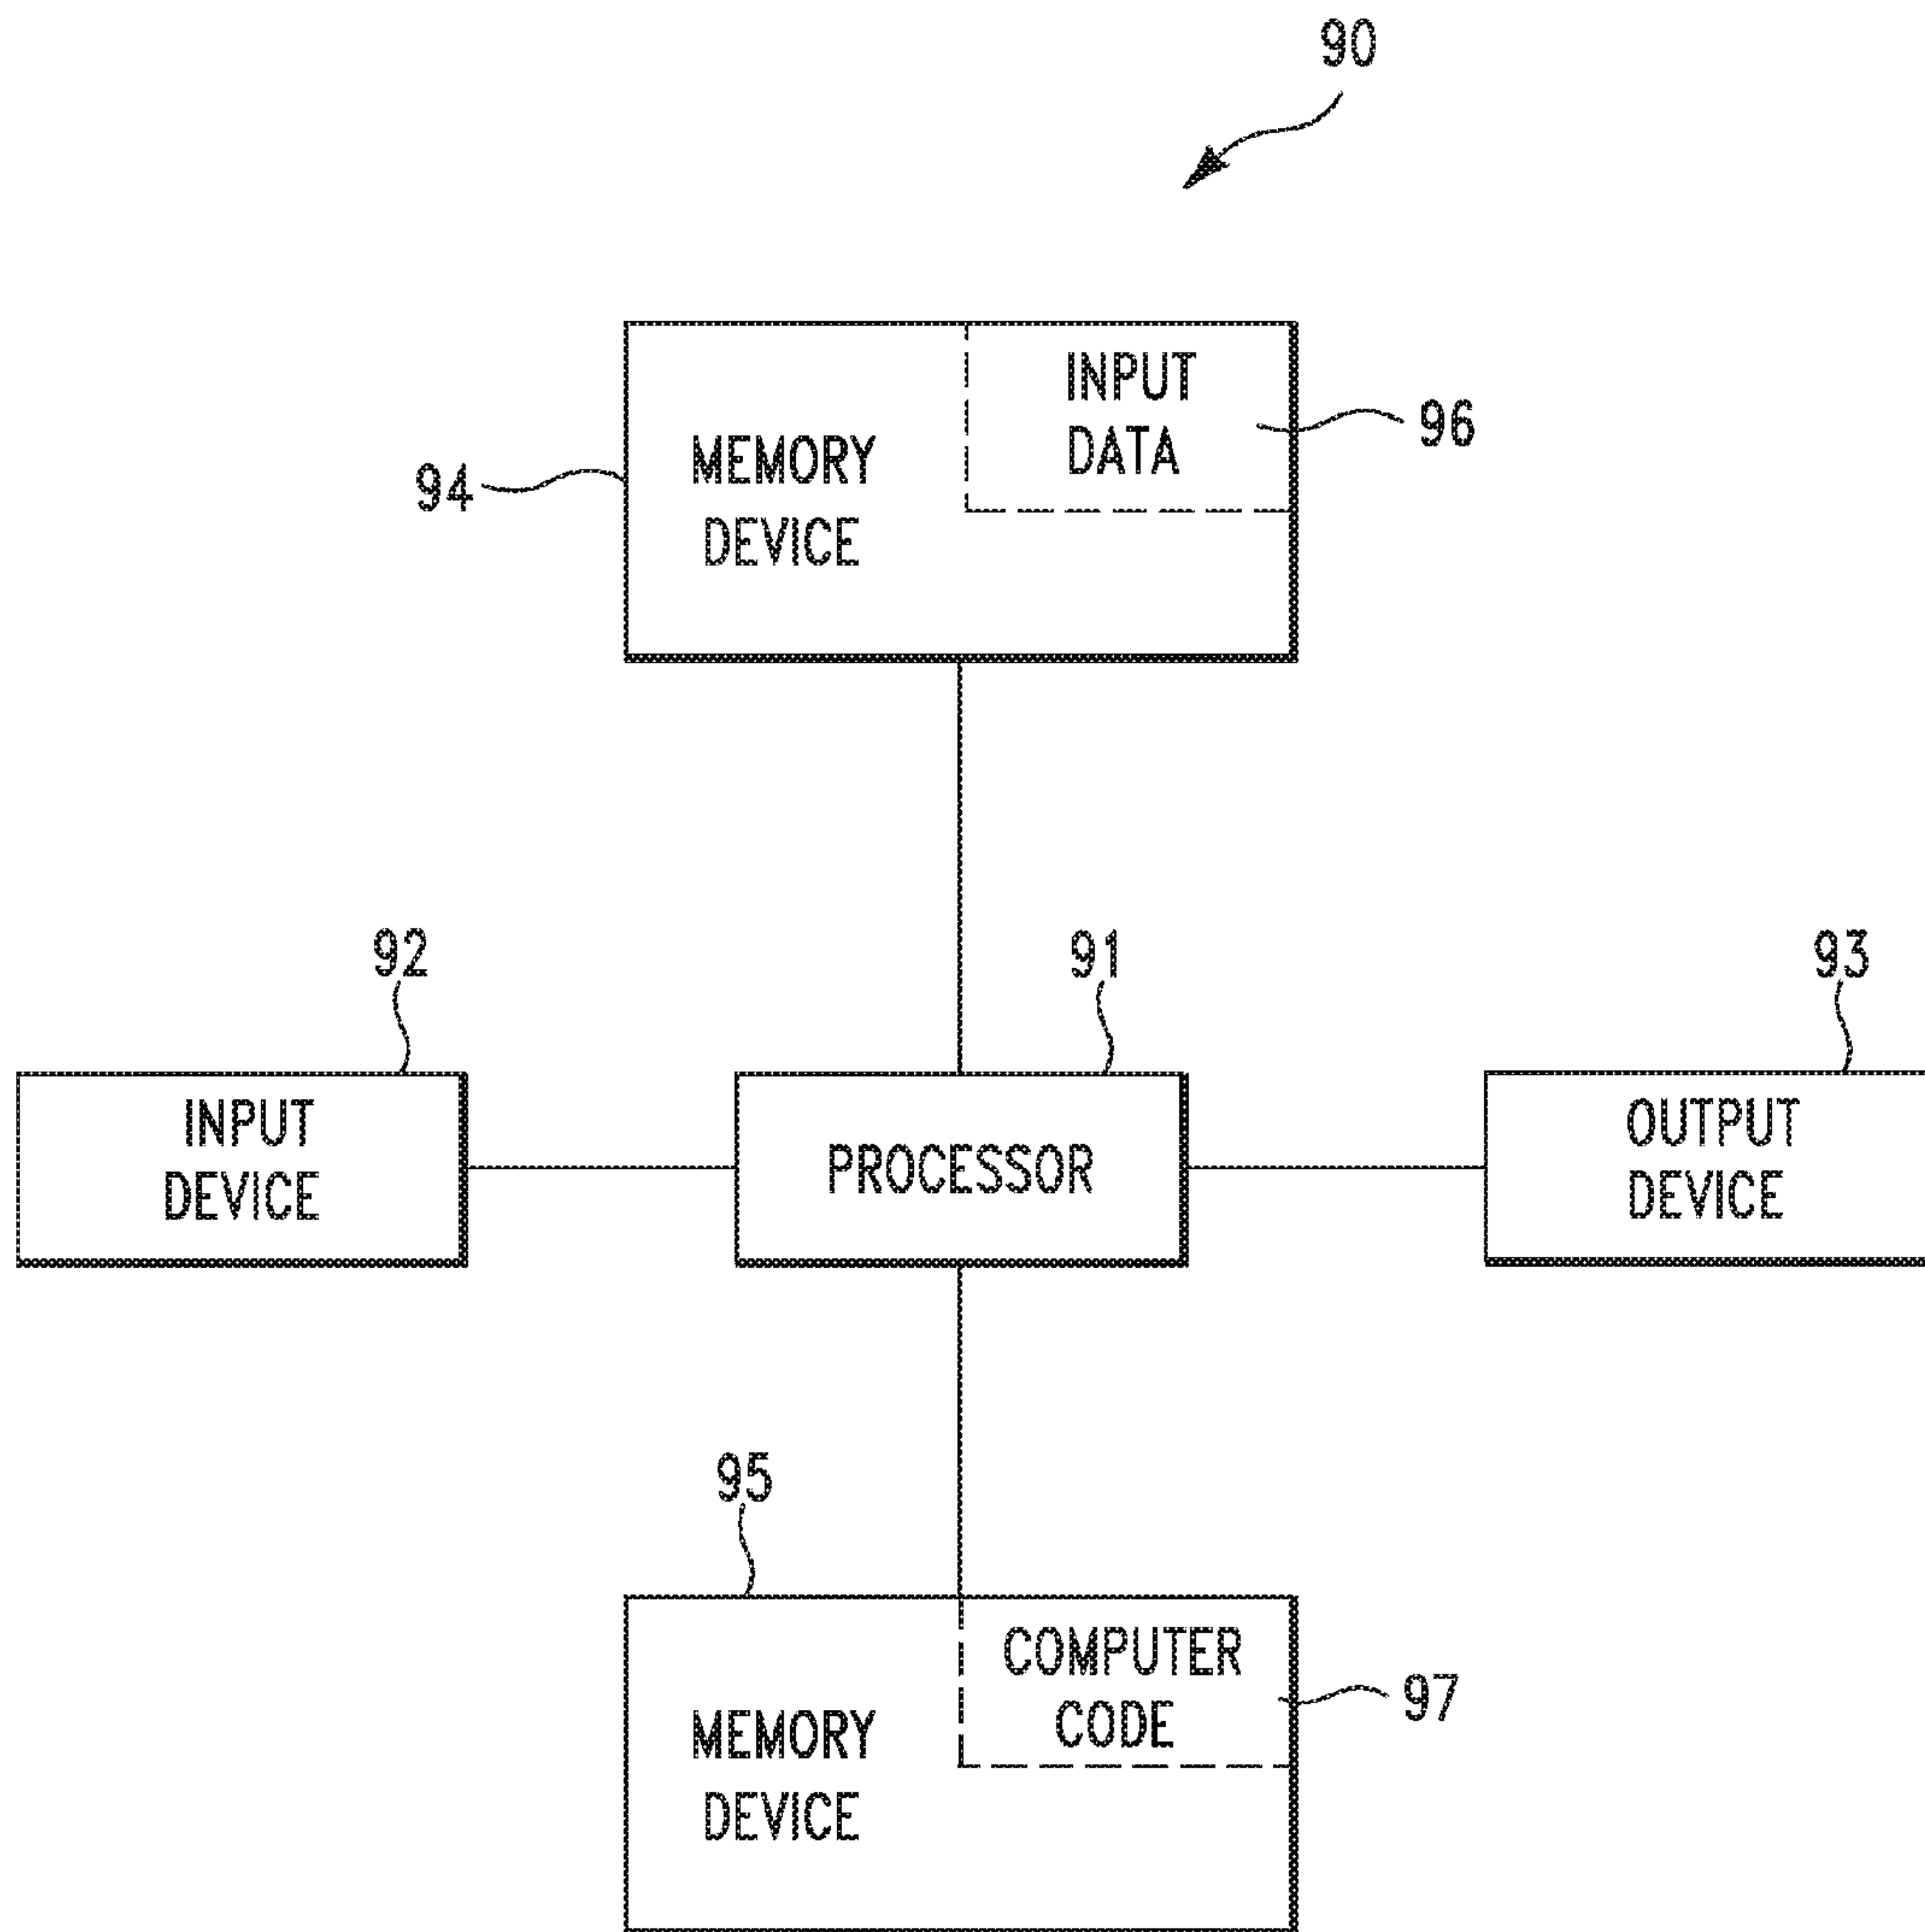 90
INPUT
DATA
96
MEMORY
DEVICE
94
92
91
93
INPUT
DEVICE
PROCESSOR
OUTPUT
DEVICE
95
COMPUTER
CODE
97
MEMORY
DEVICE